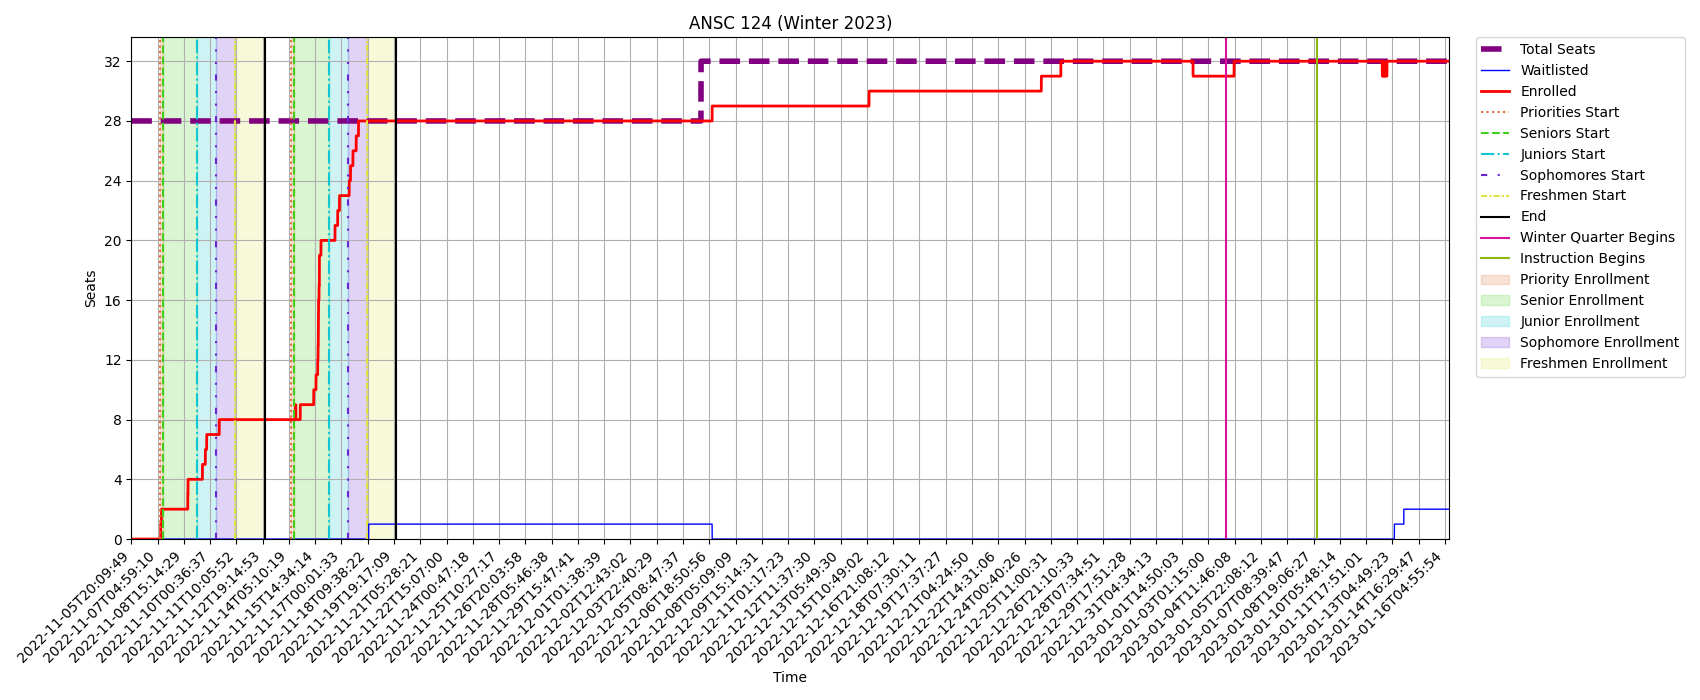 ANSC 124 (Winter 2023)
Seats
32
28
24
20
16
12
8
4
0
2022-11-05T20:09:49
2022-11-07T04:59:10
2022-11-08T15:14:29
2022-11-10T00:36:37
2022-11-11T10:05:52
2022-11-12T19:14:53
2022-11-14T05:10:19
2022-11-15T14:34:14
2022-11-17T00:01:33
2022-11-18T09:38:22
2022-11-19T19:17:09
2022-11-21T05:28:21
2022-11-22T15:07:00
2022-11-24T00:47:18
2022-11-25T10:27:17
2022-11-26T20:03:58
2022-11-28T05:46:38
2022-11-29T15:47:41
2022-12-01T01:38:39
2022-12-02T12:43:02
2022-12-03T22:40:29
2022-12-05T08:47:37
2022-12-06T18:50:56
2022-12-08T05:09:09
2022-12-09T15:14:31
2022-12-11T01:17:23
2022-12-12T11:37:30
2022-12-13T05:49:30
2022-12-15T10:49:02
2022-12-16T21:08:12
2022-12-18T07:30:11
2022-12-19T17:37:27
2022-12-21T04:24:50
2022-12-22T14:31:06
2022-12-24T00:40:26
2022-12-25T11:00:31
2022-12-26T21:10:33
2022-12-28T07:34:51
2022-12-29T17:51:28
2022-12-31T04:34:13
2023-01-01T14:50:03
2023-01-03T01:15:00
2023-01-04T11:46:08
2023-01-05T22:08:12
2023-01-07T08:39:47
2023-01-08T19:06:27
2023-01-10T05:48:14
2023-01-11T17:51:01
2023-01-13T04:49:23
2023-01-14T16:29:47
2023-01-16T04:55:54
Time
Total Seats
Waitlisted
Enrolled
Priorities Start
Seniors Start
Juniors Start
Sophomores Start
Freshmen Start
End
Winter Quarter Begins
Instruction Begins
Priority Enrollment
Senior Enrollment
Junior Enrollment
Sophomore Enrollment
Freshmen Enrollment